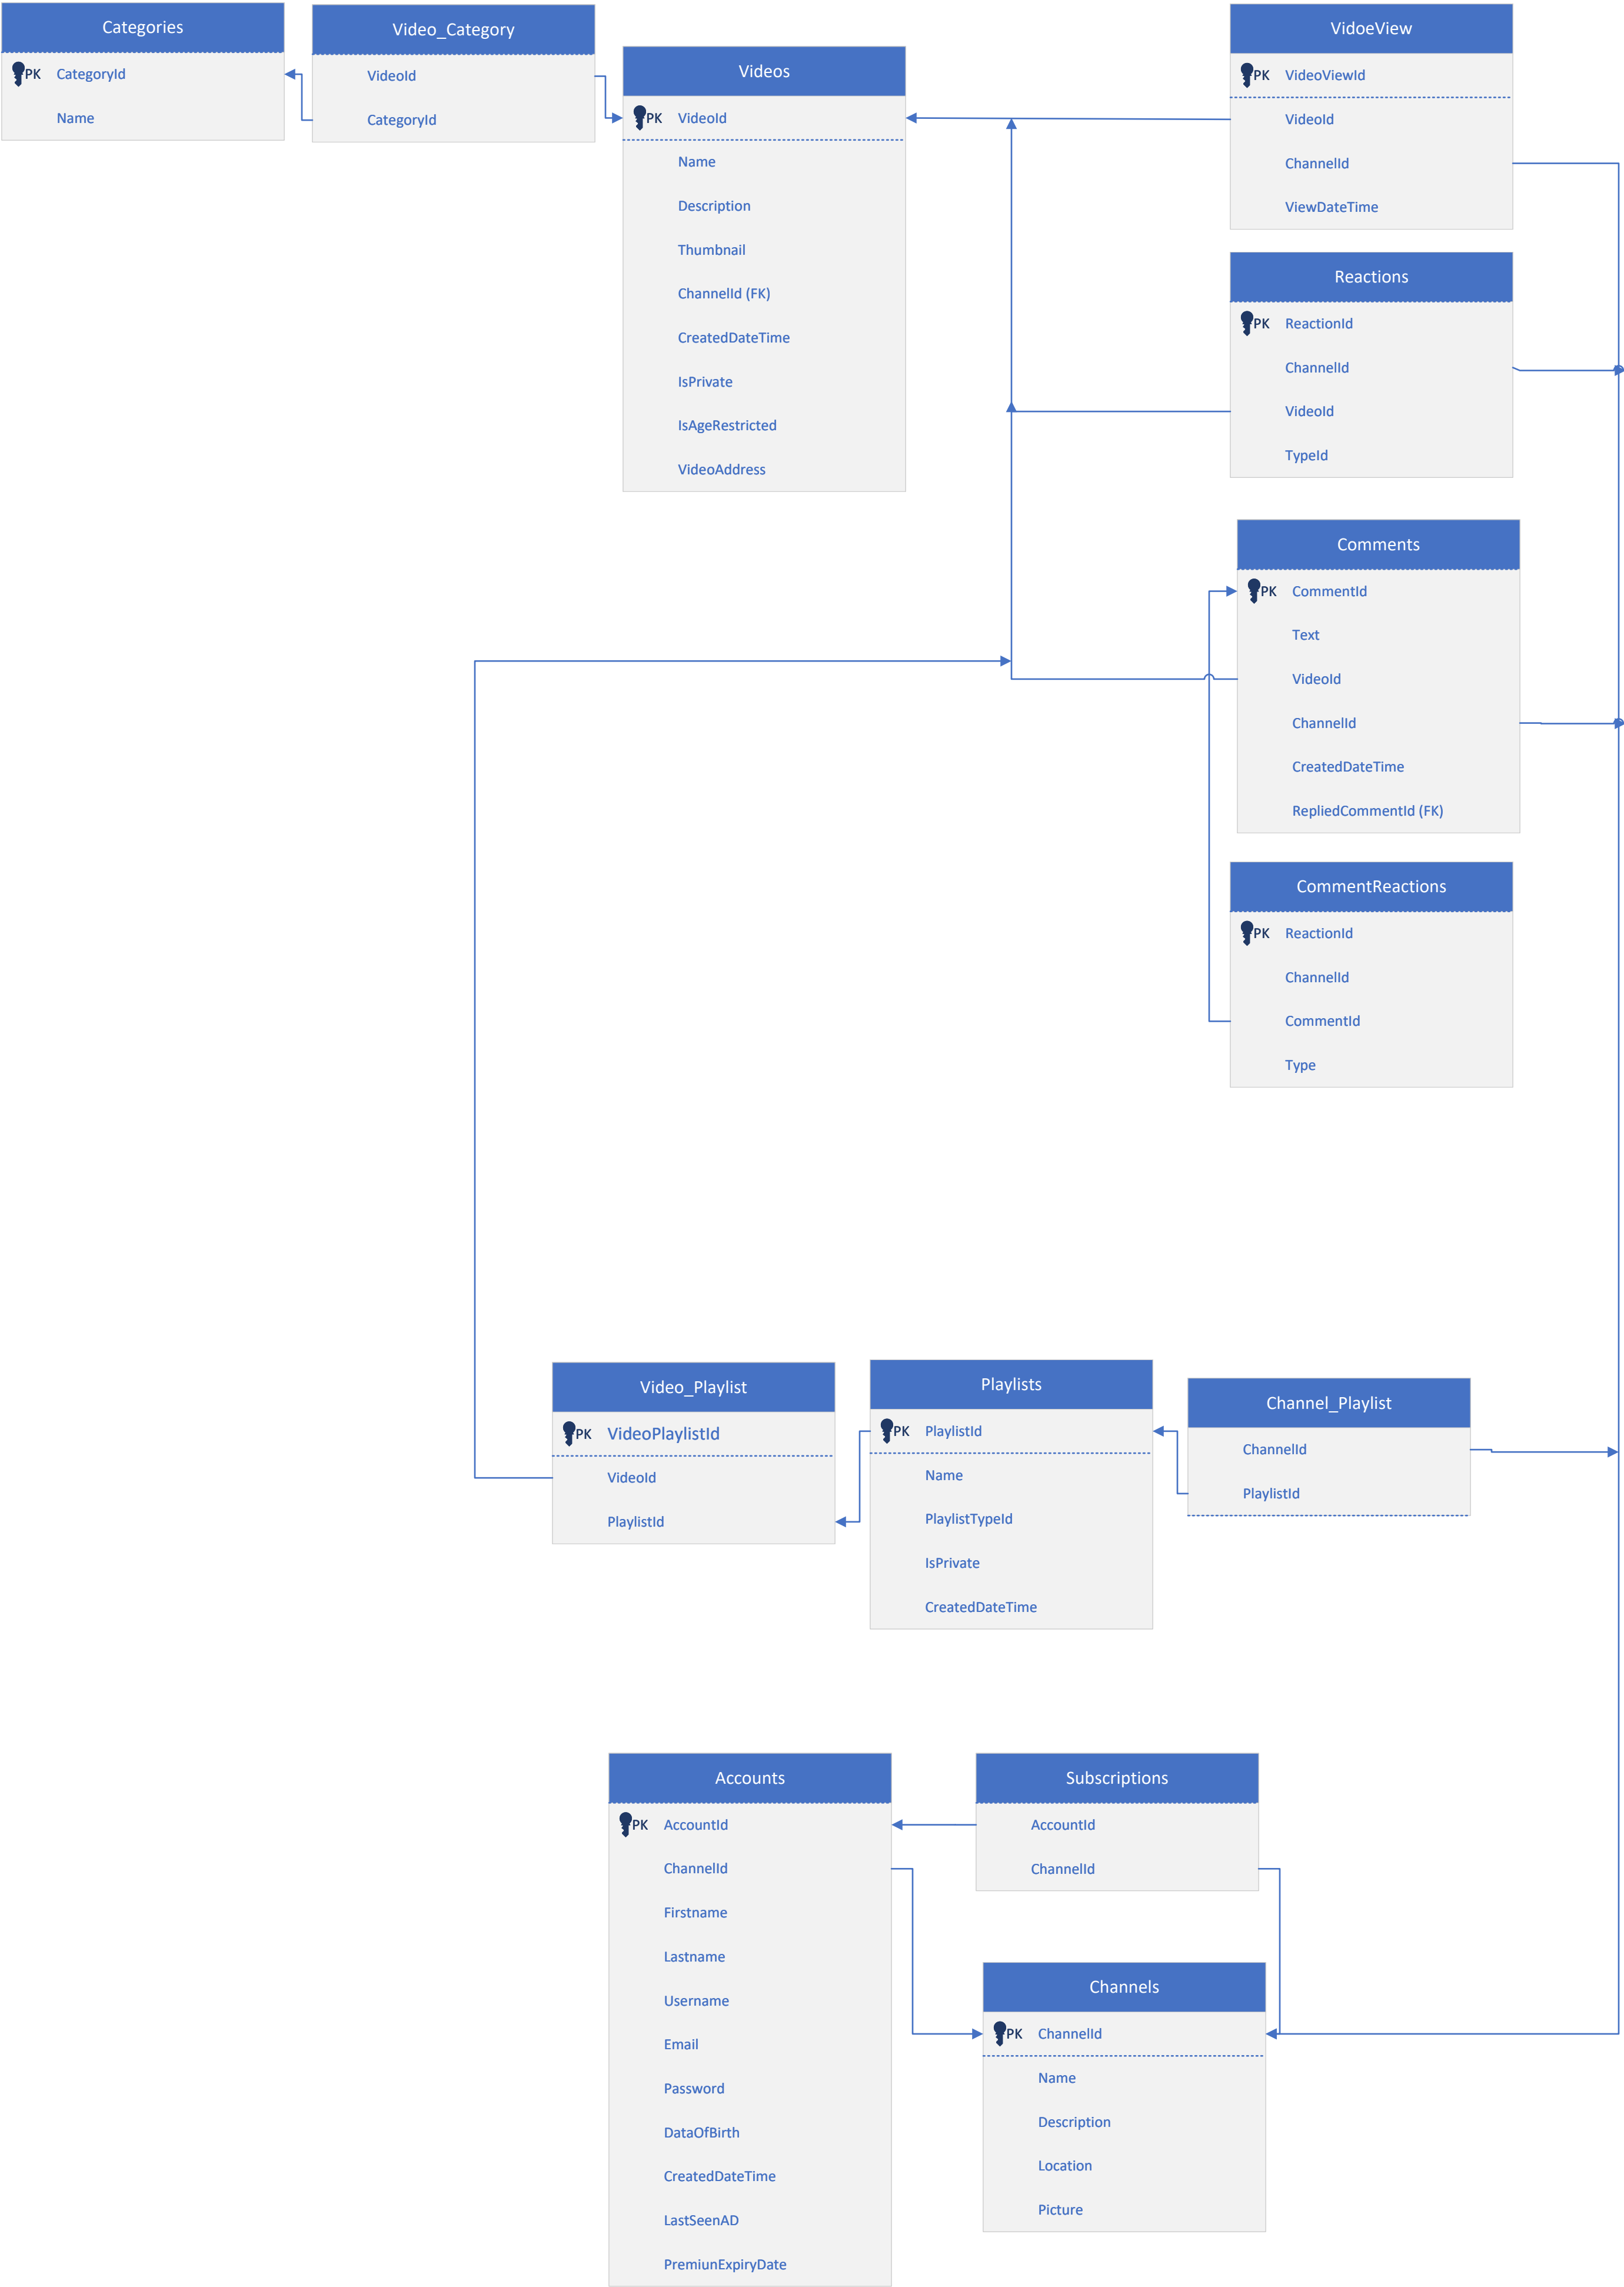 Categories
PK CategoryId
Name
Video_Category
VideoId
CategoryId
Videos
PK VideoId
Name
Description
Thumbnail
ChannelId (FK)
CreatedDateTime
IsPrivate
IsAgeRestricted
VideoAddress
VidoeView
PK VideoViewId
VideoId
ChannelId
ViewDateTime
Reactions
PK ReactionId
ChannelId
VideoId
TypeId
Comments
PK CommentId
Text
VideoId
ChannelId
CreatedDateTime
RepliedCommentId (FK)
CommentReactions
PK ReactionId
ChannelId
CommentId
Type
Video_Playlist
PK VideoPlaylistId
VideoId
PlaylistId
Playlists
PK PlaylistId
Name
PlaylistTypeId
IsPrivate
CreatedDateTime
Channel_Playlist
ChannelId
PlaylistId
Accounts
PK AccountId
ChannelId
Firstname
Lastname
Username
Email
Password
DataOfBirth
CreatedDateTime
LastSeenAD
PremiunExpiryDate
Subscriptions
AccountId
ChannelId
Channels
PK ChannelId
Name
Description
Location
Picture